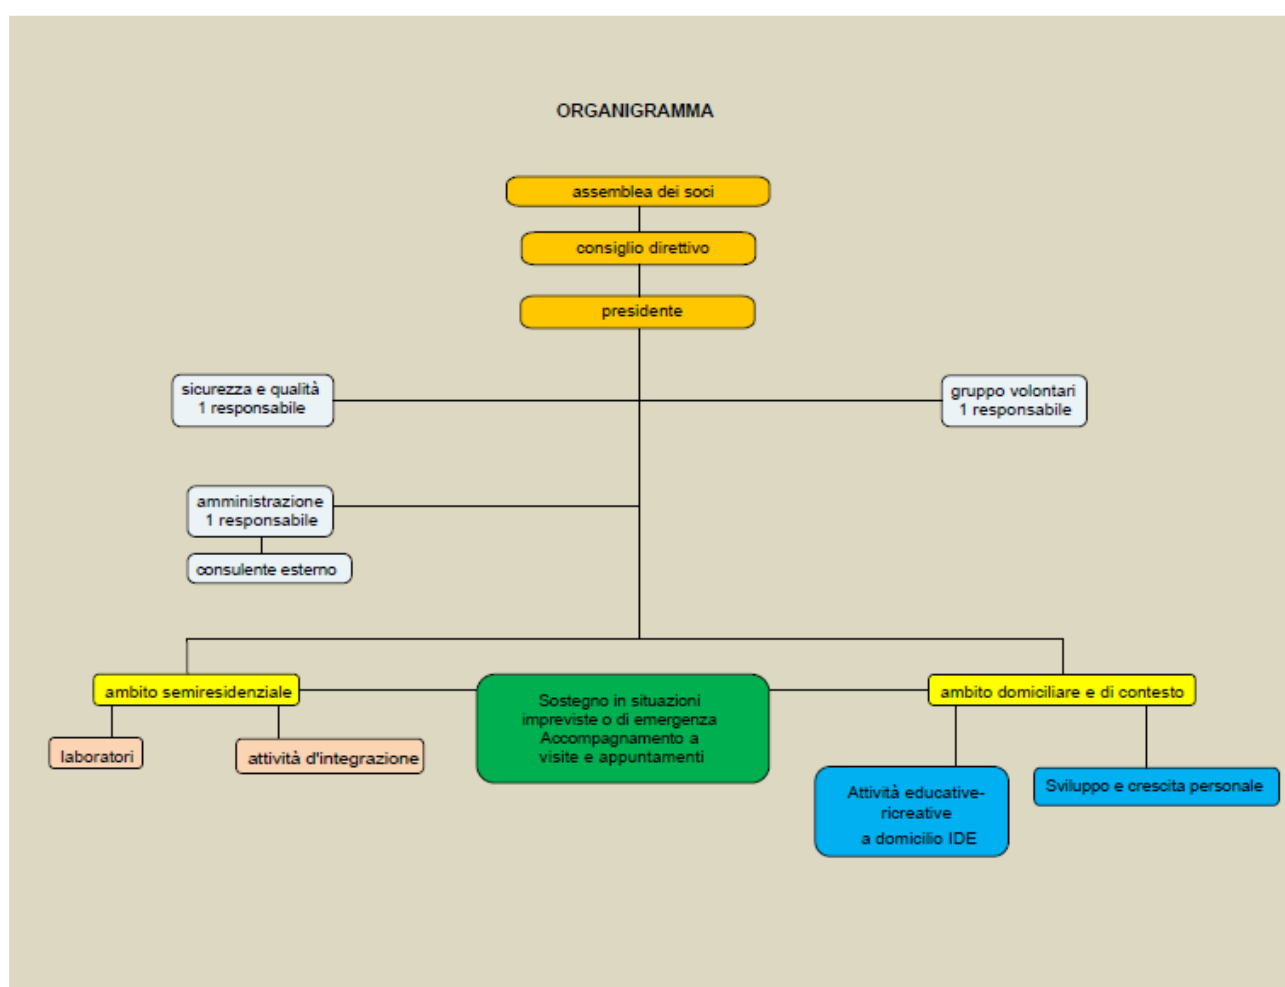 ORGANIGRAMMA
assemblea dei soci
consiglio direttivo
presidente
sicurezza e qualità
1 responsabile
gruppo volontari
1 responsabile
amministrazione
1 responsabile
consulente esterno
ambito semiresidenziale
Sostegno in situazioni
impreviste o di emergenza
Accompagnamento a
visite e appuntamenti
ambito domiciliare e di contesto
laboratori
attività d'integrazione
Attività educative-
ricreative
a domicilio IDE
Sviluppo e crescita personale